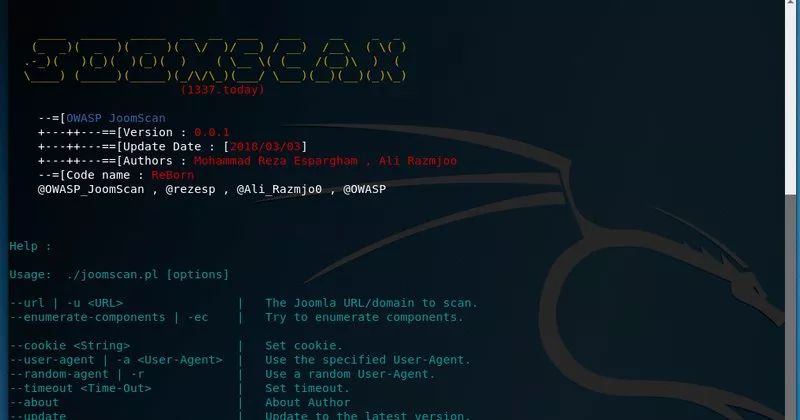 JOOMSCAN
(1337.today)
--=[OWASP JoomScan
+---++---==[Version : 0.0.1
+---++---==[Update Date : [2018/03/03]
+---++---==[Authors : Mohammad Reza Espargham , Ali Razmjoo
--=[Code name : ReBorn
@OWASP_JoomScan , @rezesp , @Ali_Razmjo0 , @OWASP
Help :
Usage:  ./joomscan.pl [options]
--url | -u <URL>                |   The Joomla URL/domain to scan.
--enumerate-components | -ec    |   Try to enumerate components.
--cookie <String>               |   Set cookie.
--user-agent | -a <User-Agent>  |   Use the specified User-Agent.
--random-agent | -r             |   Use a random User-Agent.
--timeout <Time-Out>            |   Set timeout.
--about                         |   About Author
--update                        |   Update to the latest version.